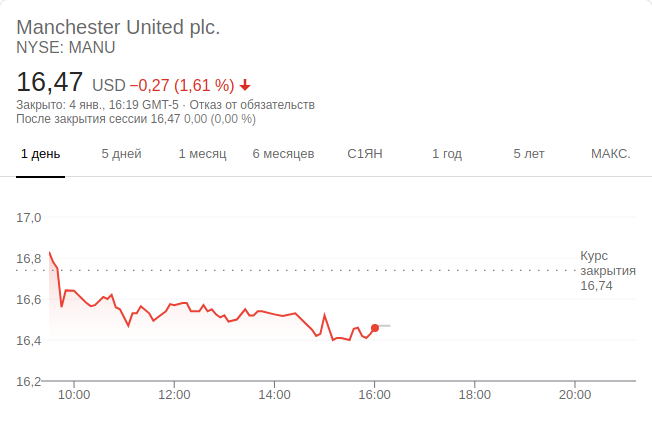 Manchester United plc.
NYSE: MANU
16,47 USD −0,27 (1,61 %)
Закрыто: 4 янв., 16:19 GMT-5 · Отказ от обязательств
После закрытия сессии 16,47 0,00 (0,00 %)
1 день 5 дней 1 месяц 6 месяцев С1ЯН 1 год 5 лет МАКС.
17,0
16,8
Курс
закрытия
16,74
16,6
16,4
16,2
10:00 12:00 14:00 16:00 18:00 20:00